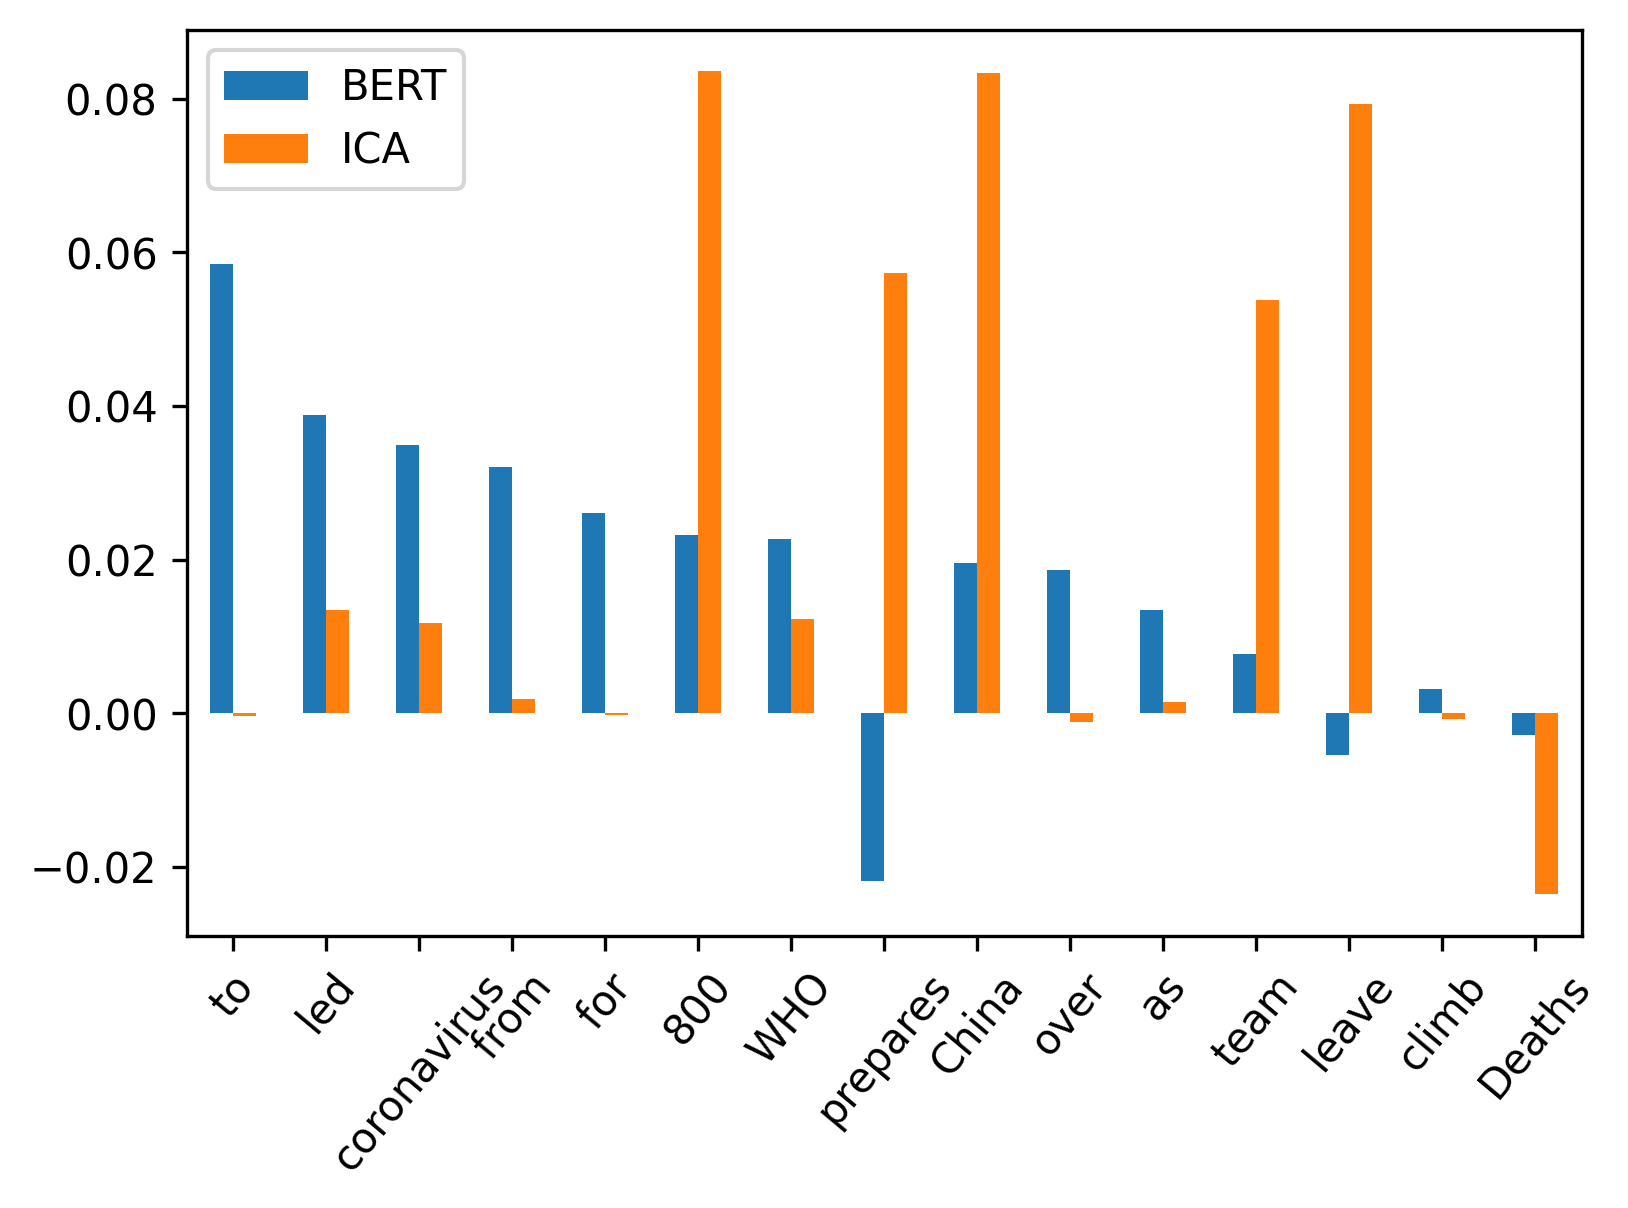 BERT
ICA
0.08
0.06
0.04
0.02
0.00
−0.02
to
led
coronavirus
from
for
800
WHO
prepares
China
over
as
team
leave
climb
Deaths